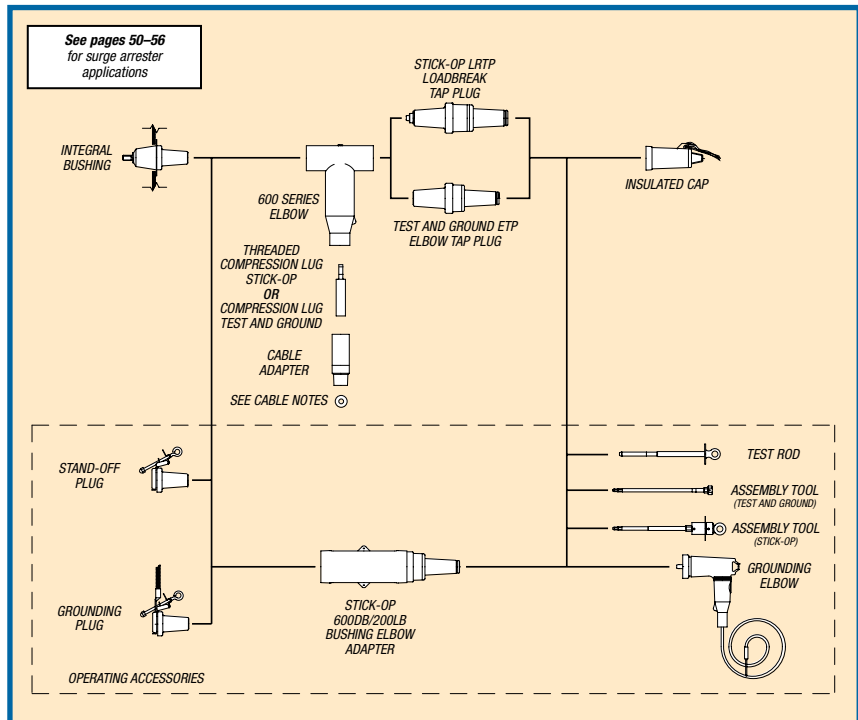 See pages 50–56
for surge arrester
applications
STICK-OP LRTP
LOADBREAK
TAP PLUG
INTEGRAL
BUSHING
600 SERIES
ELBOW
INSULATED CAP
TEST AND GROUND ETP
ELBOW TAP PLUG
THREADED
COMPRESSION LUG
STICK-OP
OR
COMPRESSION LUG
TEST AND GROUND
CABLE
ADAPTER
SEE CABLE NOTES
STAND-OFF
PLUG
TEST ROD
ASSEMBLY TOOL
(TEST AND GROUND)
ASSEMBLY TOOL
(STICK-OP)
GROUNDING
ELBOW
GROUNDING
PLUG
STICK-OP
600DB/200LB
BUSHING ELBOW
ADAPTER
OPERATING ACCESSORIES